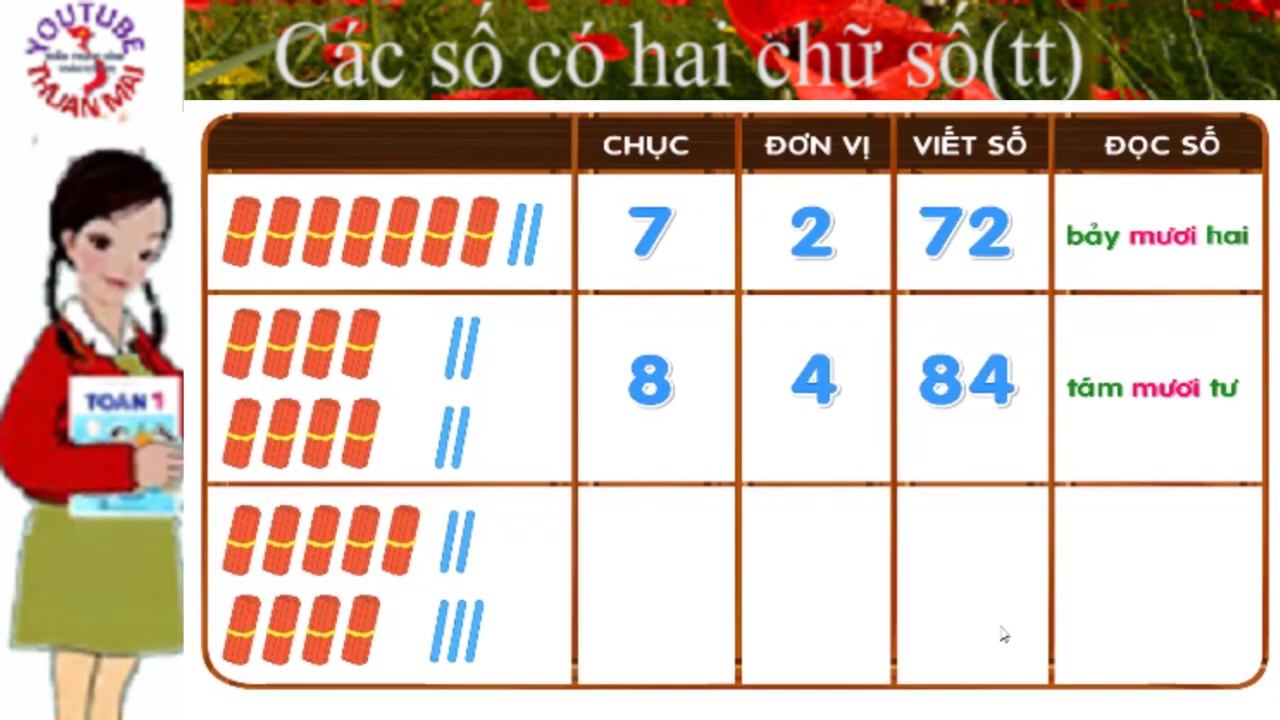 YOUTUBE
THUAN MAI
Các số có hai chữ số(tt)
CHỤC ĐƠN VỊ VIẾT SỐ ĐỌC SỐ
7 2 72 bảy mươi hai
8 4 84 tám mươi tư
TOÁN 1